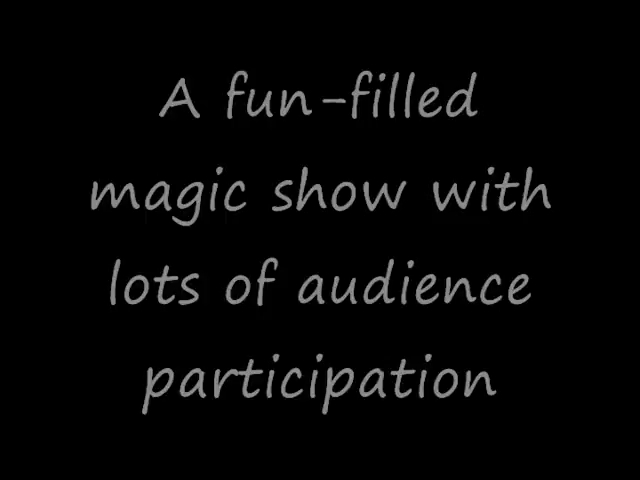 A fun-filled
magic show with
lots of audience
participation